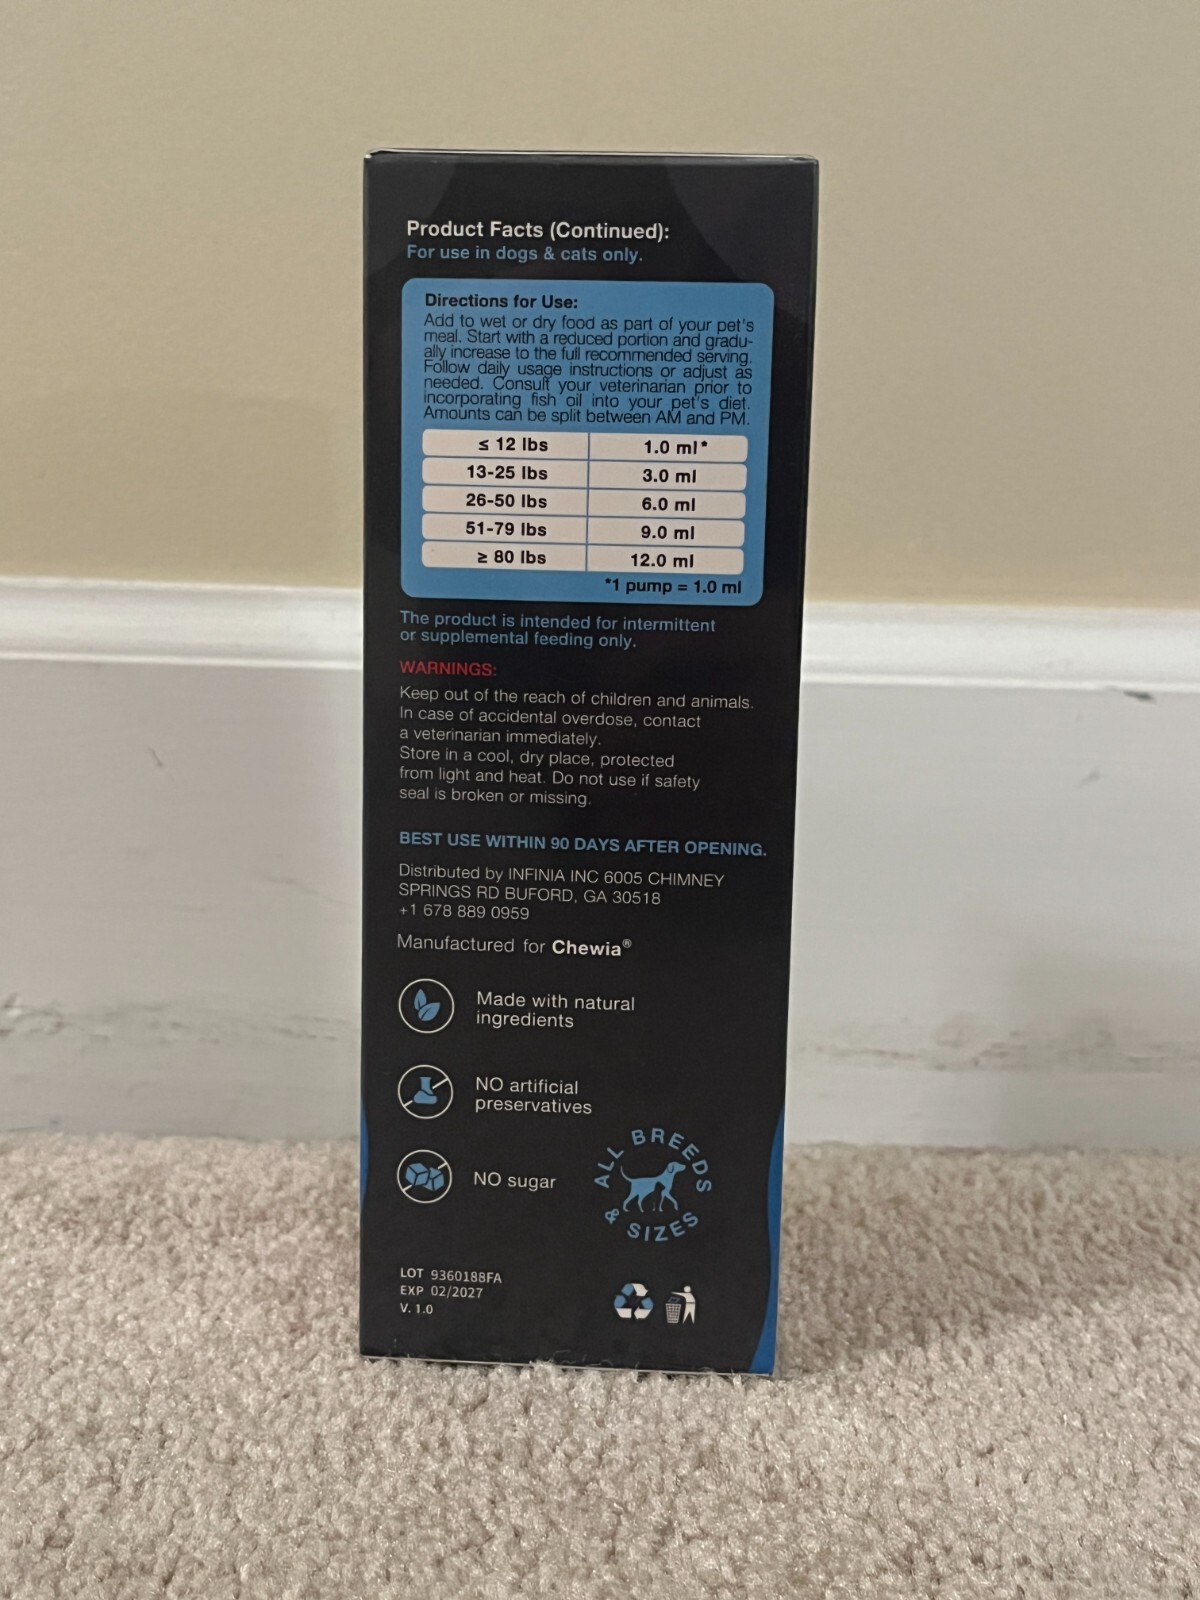 Product Facts (Continued):
For use in dogs & cats only.
Directions for Use:
Add to wet or dry food as part of your pet's
meal. Start with a reduced portion and gradu-
ally increase to the full recommended serving.
Follow daily usage instructions or adjust as
needed. Consult your veterinarian prior to
incorporating fish oil into your pet's diet.
Amounts can be split between AM and PM.
≤ 12 lbs 1.0 ml*
13-25 lbs 3.0 ml
26-50 lbs 6.0 ml
51-79 lbs 9.0 ml
≥ 80 lbs 12.0 ml
*1 pump = 1.0 ml
The product is intended for intermittent
or supplemental feeding only.
WARNINGS:
Keep out of the reach of children and animals.
In case of accidental overdose, contact
a veterinarian immediately.
Store in a cool, dry place, protected
from light and heat. Do not use if safety
seal is broken or missing.
BEST USE WITHIN 90 DAYS AFTER OPENING.
Distributed by INFINIA INC 6005 CHIMNEY
SPRINGS RD BUFORD, GA 30518
+1 678 889 0959
Manufactured for Chewia®
Made with natural
ingredients
NO artificial
preservatives
NO sugar
ALL BREEDS
& SIZES
LOT 9360188FA
EXP 02/2027
V. 1.0